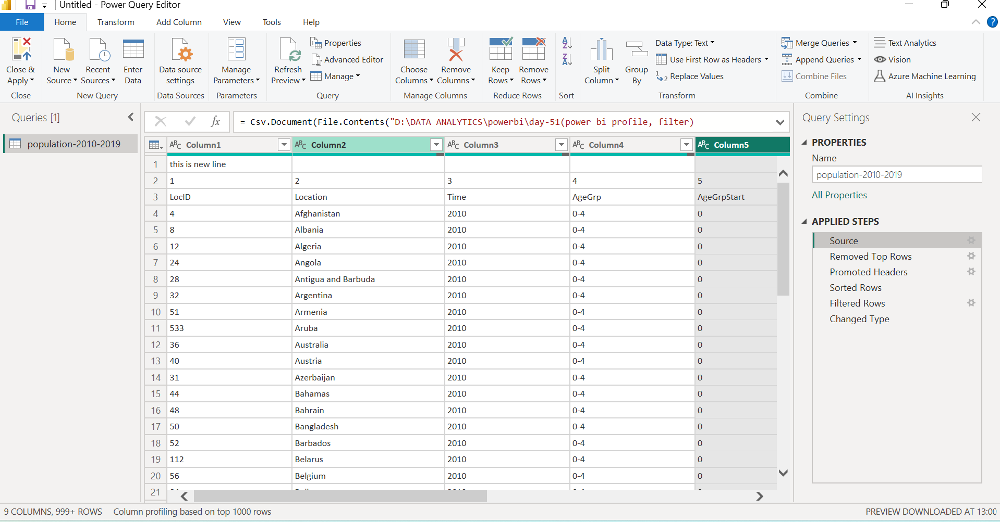 Untitled - Power Query Editor
File Home Transform Add Column View Tools Help
Close & Apply
New Source
Recent Sources
Enter Data
Data source settings
Manage Parameters
Refresh Preview
Properties
Advanced Editor
Manage
Choose Columns
Remove Columns
Keep Rows
Remove Rows
Split Column
Group By
Data Type: Text
Use First Row as Headers
Replace Values
Merge Queries
Append Queries
Combine Files
Text Analytics
Vision
Azure Machine Learning
Close New Query Data Sources Parameters Query Manage Columns Reduce Rows Sort Transform Combine AI Insights
Queries [1]
population-2010-2019
fx = Csv.Document(File.Contents("D:\DATA ANALYTICS\powerbi\day-51(power bi profile, filter)
ABC Column1 ABC Column2 ABC Column3 ABC Column4 ABC Column5
1 this is new line
2 1 2 3 4 5
3 LocID Location Time AgeGrp AgeGrpStart
4 4 Afghanistan 2010 0-4 0
5 8 Albania 2010 0-4 0
6 12 Algeria 2010 0-4 0
7 24 Angola 2010 0-4 0
8 28 Antigua and Barbuda 2010 0-4 0
9 32 Argentina 2010 0-4 0
10 51 Armenia 2010 0-4 0
11 533 Aruba 2010 0-4 0
12 36 Australia 2010 0-4 0
13 40 Austria 2010 0-4 0
14 31 Azerbaijan 2010 0-4 0
15 44 Bahamas 2010 0-4 0
16 48 Bahrain 2010 0-4 0
17 50 Bangladesh 2010 0-4 0
18 52 Barbados 2010 0-4 0
19 112 Belarus 2010 0-4 0
20 56 Belgium 2010 0-4 0
21
Query Settings
PROPERTIES
Name
population-2010-2019
All Properties
APPLIED STEPS
Source
Removed Top Rows
Promoted Headers
Sorted Rows
Filtered Rows
Changed Type
9 COLUMNS, 999+ ROWS Column profiling based on top 1000 rows
PREVIEW DOWNLOADED AT 13:00